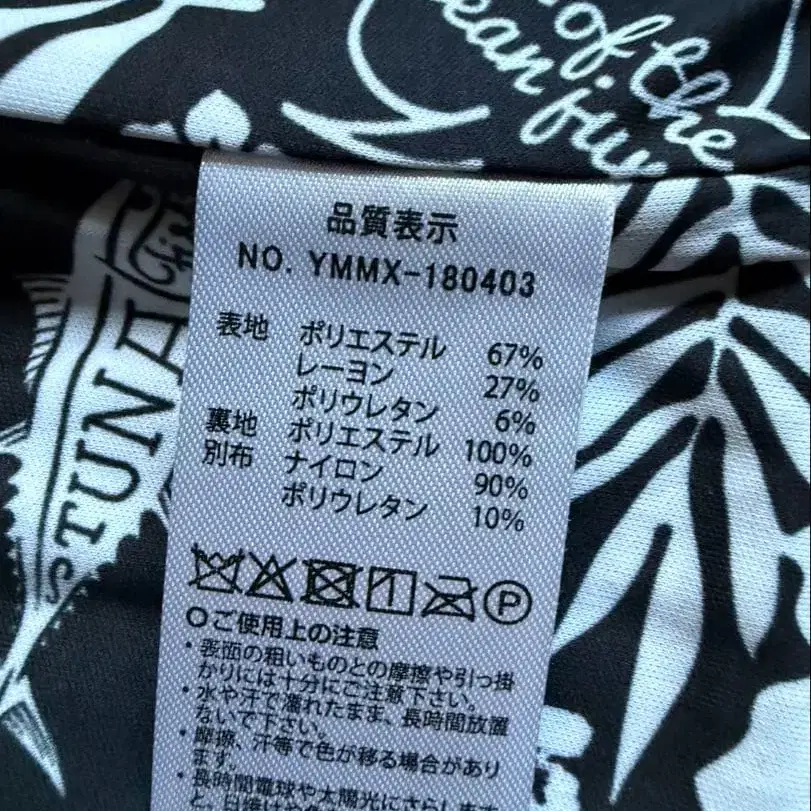 of the
ean
品質表示
NO. YMMX-180403
表地 ポリエステル 67%
レーヨン 27%
ポリウレタン 6%
裏地 ポリエステル 100%
別布 ナイロン 90%
ポリウレタン 10%
P
○ご使用上の注意
・表面の粗いものとの摩擦や引っ掛
かりには十分にご注意下さい。
・水や汗で濡れたまま、長時間放置
ないで下さい。
・摩擦、汗等で色が移る場合があり
ます。
・長時間電球や太陽光にさらしますと
TUNA